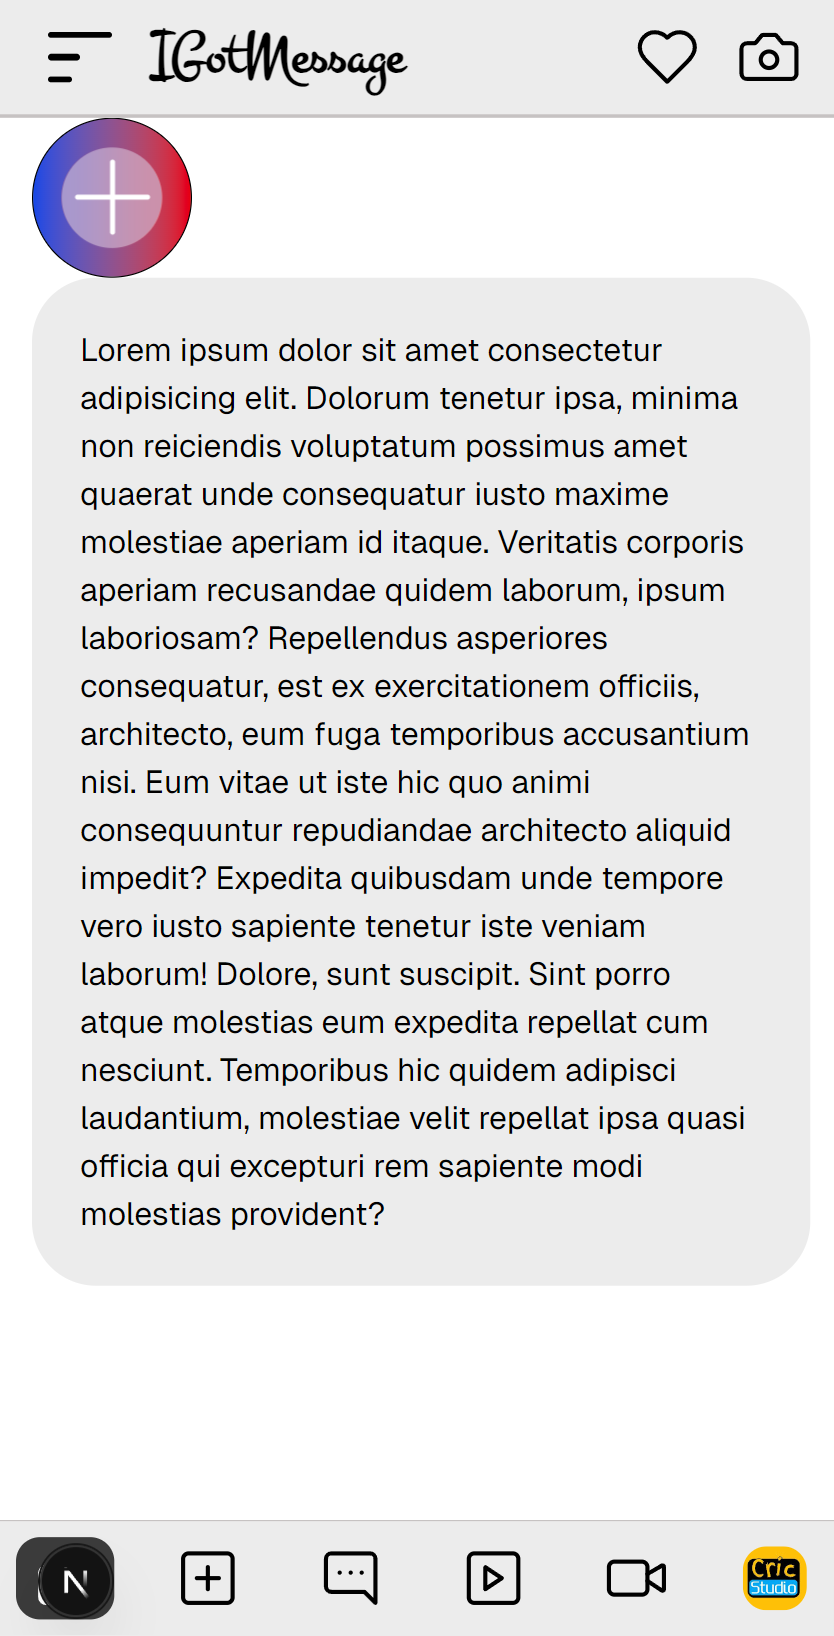 IGotMessage
Lorem ipsum dolor sit amet consectetur
adipisicing elit. Dolorum tenetur ipsa, minima
non reiciendis voluptatum possimus amet
quaerat unde consequatur iusto maxime
molestiae aperiam id itaque. Veritatis corporis
aperiam recusandae quidem laborum, ipsum
laboriosam? Repellendus asperiores
consequatur, est ex exercitationem officiis,
architecto, eum fuga temporibus accusantium
nisi. Eum vitae ut iste hic quo animi
consequuntur repudiandae architecto aliquid
impedit? Expedita quibusdam unde tempore
vero iusto sapiente tenetur iste veniam
laborum! Dolore, sunt suscipit. Sint porro
atque molestias eum expedita repellat cum
nesciunt. Temporibus hic quidem adipisci
laudantium, molestiae velit repellat ipsa quasi
officia qui excepturi rem sapiente modi
molestias provident?
N
Cric
Studio